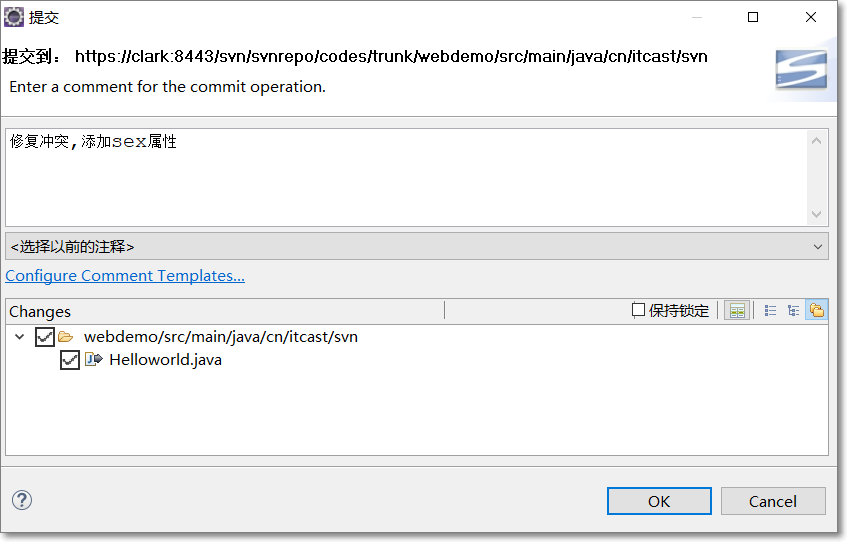 提交
提交到： https://clark:8443/svn/svnrepo/codes/trunk/webdemo/src/main/java/cn/itcast/svn
Enter a comment for the commit operation.
修复冲突,添加sex属性
<选择以前的注释>
Configure Comment Templates...
Changes 保持锁定
webdemo/src/main/java/cn/itcast/svn
Helloworld.java
OK Cancel